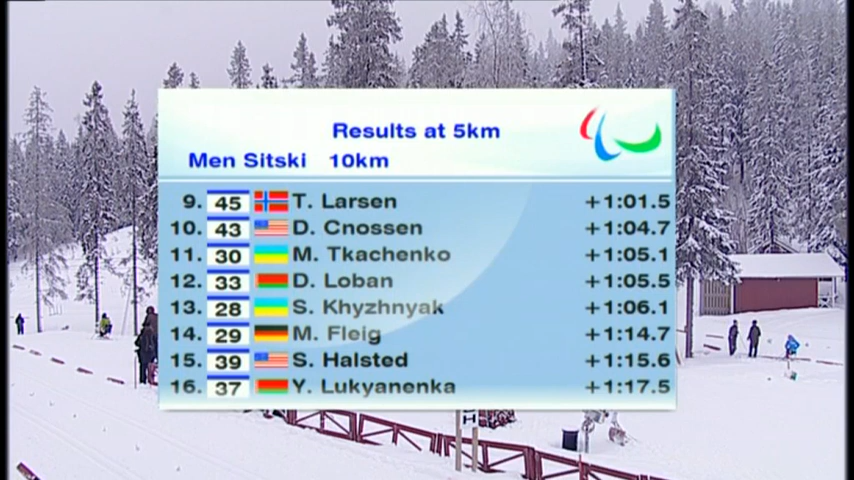 Results at 5km
Men Sitski 10km
9. 45 T. Larsen +1:01.5
10. 43 D. Cnossen +1:04.7
11. 30 M. Tkachenko +1:05.1
12. 33 D. Loban +1:05.5
13. 28 S. Khyzhnyak +1:06.1
14. 29 M. Fleig +1:14.7
15. 39 S. Halsted +1:15.6
16. 37 Y. Lukyanenka +1:17.5
H